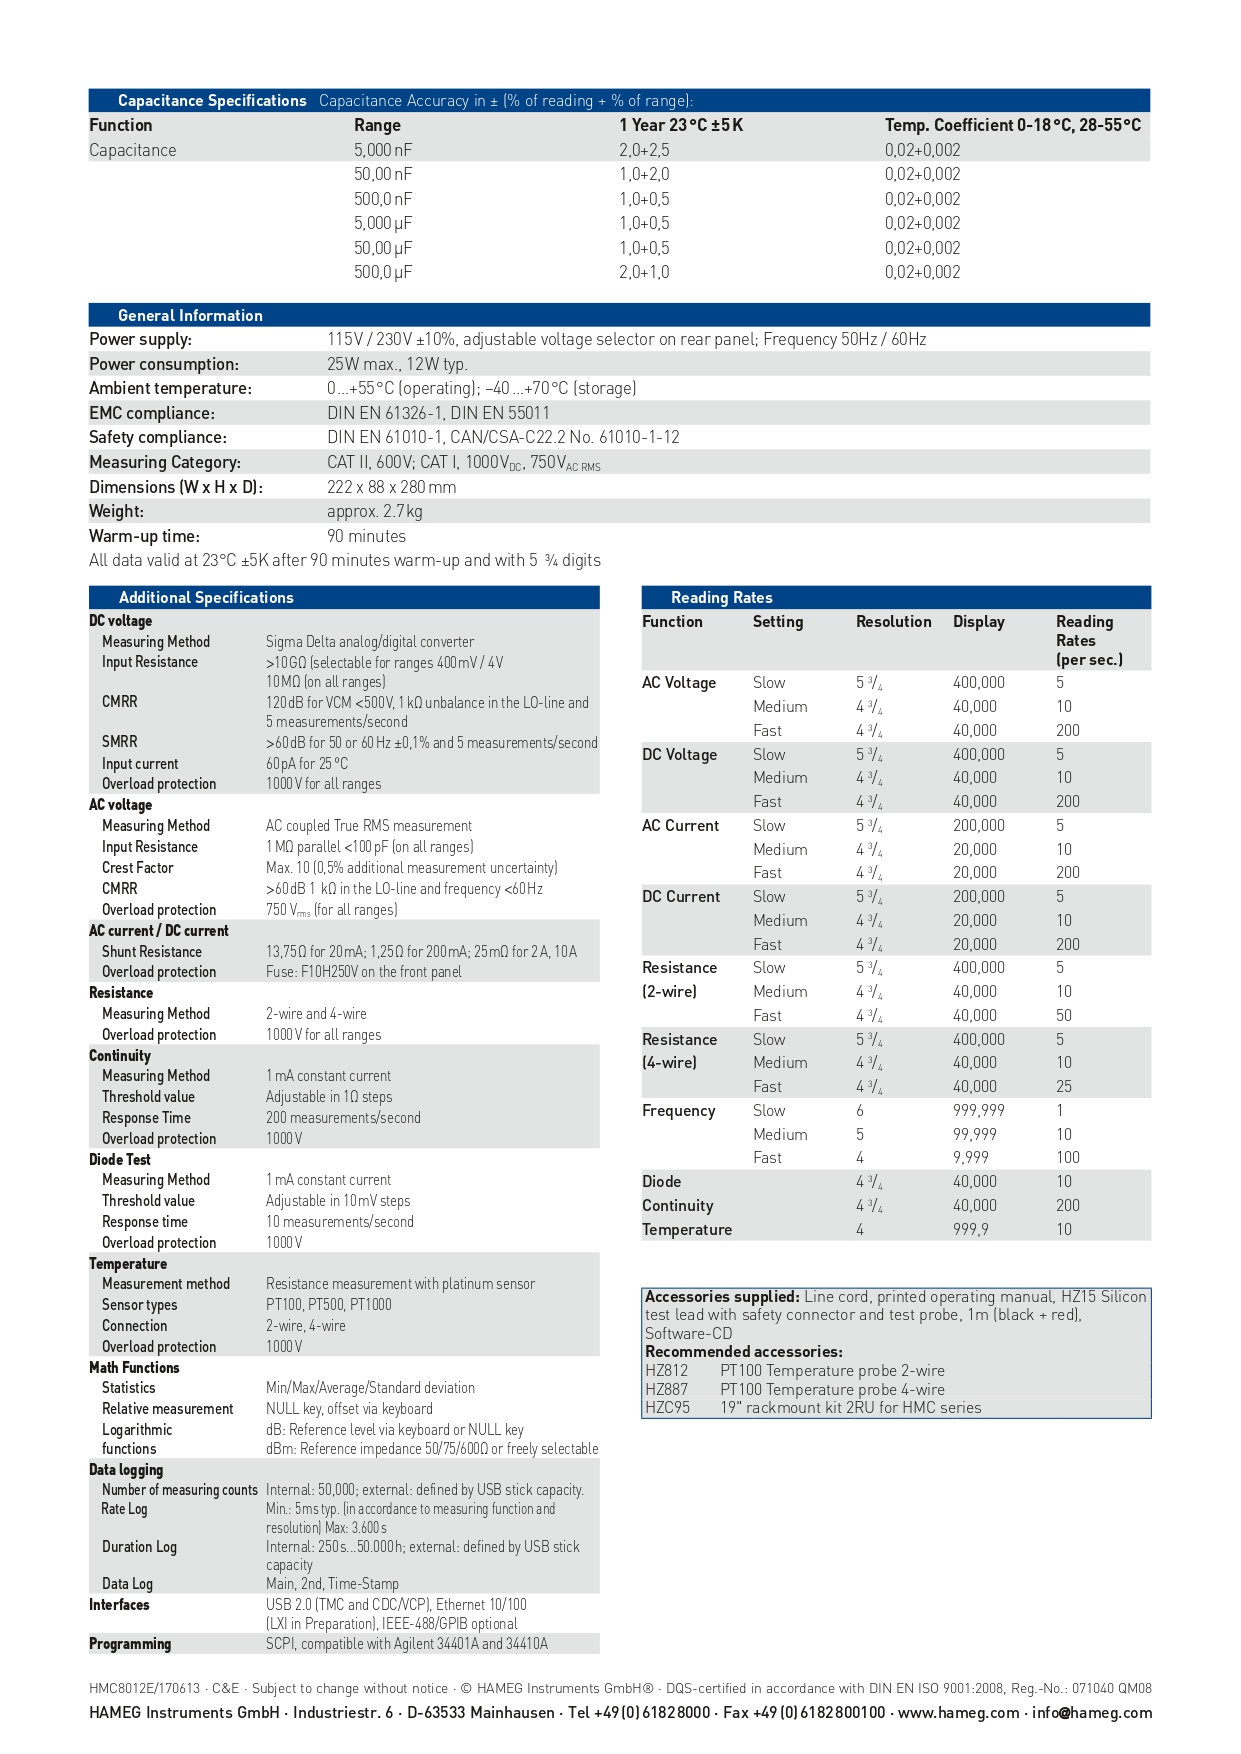 Capacitance Specifications Capacitance Accuracy in ± (% of reading + % of range):
Function Range 1 Year 23 °C ±5 K Temp. Coefficient 0-18 °C, 28-55 °C
Capacitance 5,000 nF 2,0+2,5 0,02+0,002
50,00 nF 1,0+2,0 0,02+0,002
500,0 nF 1,0+0,5 0,02+0,002
5,000 µF 1,0+0,5 0,02+0,002
50,00 µF 1,0+0,5 0,02+0,002
500,0 µF 2,0+1,0 0,02+0,002
General Information
Power supply: 115 V / 230 V ±10%, adjustable voltage selector on rear panel; Frequency 50Hz / 60Hz
Power consumption: 25 W max., 12 W typ.
Ambient temperature: 0...+55 °C (operating); –40 ...+70 °C (storage)
EMC compliance: DIN EN 61326-1, DIN EN 55011
Safety compliance: DIN EN 61010-1, CAN/CSA-C22.2 No. 61010-1-12
Measuring Category: CAT II, 600V; CAT I, 1000VDC, 750VAC RMS
Dimensions (W x H x D): 222 x 88 x 280 mm
Weight: approx. 2.7 kg
Warm-up time: 90 minutes
All data valid at 23°C ±5K after 90 minutes warm-up and with 5 ¾ digits
Additional Specifications
DC voltage
Measuring Method Sigma Delta analog/digital converter
Input Resistance >10 GΩ (selectable for ranges 400 mV / 4 V
10 MΩ (on all ranges)
CMRR 120 dB for VCM <500 V, 1 kΩ unbalance in the LO-line and
5 measurements/second
SMRR >60 dB for 50 or 60 Hz ±0,1% and 5 measurements/second
Input current 60 pA for 25 °C
Overload protection 1000 V for all ranges
AC voltage
Measuring Method AC coupled True RMS measurement
Input Resistance 1 MΩ parallel <100 pF (on all ranges)
Crest Factor Max. 10 (0,5% additional measurement uncertainty)
CMRR >60 dB 1 kΩ in the LO-line and frequency <60 Hz
Overload protection 750 Vrms (for all ranges)
AC current / DC current
Shunt Resistance 13,75 Ω for 20 mA; 1,25 Ω for 200 mA; 25 mΩ for 2 A, 10 A
Overload protection Fuse: F10H250V on the front panel
Resistance
Measuring Method 2-wire and 4-wire
Overload protection 1000 V for all ranges
Continuity
Measuring Method 1 mA constant current
Threshold value Adjustable in 1Ω steps
Response Time 200 measurements/second
Overload protection 1000 V
Diode Test
Measuring Method 1 mA constant current
Threshold value Adjustable in 10 mV steps
Response time 10 measurements/second
Overload protection 1000 V
Temperature
Measurement method Resistance measurement with platinum sensor
Sensor types PT100, PT500, PT1000
Connection 2-wire, 4-wire
Overload protection 1000 V
Math Functions
Statistics Min/Max/Average/Standard deviation
Relative measurement NULL key, offset via keyboard
Logarithmic dB: Reference level via keyboard or NULL key
functions dBm: Reference impedance 50/75/600Ω or freely selectable
Data logging
Number of measuring counts Internal: 50,000; external: defined by USB stick capacity.
Rate Log Min.: 5 ms typ. (in accordance to measuring function and
resolution) Max: 3.600 s
Duration Log Internal: 250 s...50.000 h; external: defined by USB stick
capacity
Data Log Main, 2nd, Time-Stamp
Interfaces USB 2.0 (TMC and CDC/VCP), Ethernet 10/100
(LXI in Preparation), IEEE-488/GPIB optional
Programming SCPI, compatible with Agilent 34401A and 34410A
Reading Rates
Function Setting Resolution Display Reading
Rates
(per sec.)
AC Voltage Slow 5 3/4 400,000 5
Medium 4 3/4 40,000 10
Fast 4 3/4 40,000 200
DC Voltage Slow 5 3/4 400,000 5
Medium 4 3/4 40,000 10
Fast 4 3/4 40,000 200
AC Current Slow 5 3/4 200,000 5
Medium 4 3/4 20,000 10
Fast 4 3/4 20,000 200
DC Current Slow 5 3/4 200,000 5
Medium 4 3/4 20,000 10
Fast 4 3/4 20,000 200
Resistance Slow 5 3/4 400,000 5
(2-wire) Medium 4 3/4 40,000 10
Fast 4 3/4 40,000 50
Resistance Slow 5 3/4 400,000 5
(4-wire) Medium 4 3/4 40,000 10
Fast 4 3/4 40,000 25
Frequency Slow 6 999,999 1
Medium 5 99,999 10
Fast 4 9,999 100
Diode 4 3/4 40,000 10
Continuity 4 3/4 40,000 200
Temperature 4 999,9 10
Accessories supplied: Line cord, printed operating manual, HZ15 Silicon
test lead with safety connector and test probe, 1m (black + red),
Software-CD
Recommended accessories:
HZ812 PT100 Temperature probe 2-wire
HZ887 PT100 Temperature probe 4-wire
HZC95 19" rackmount kit 2RU for HMC series
HMC8012E/170613 · C&E · Subject to change without notice · © HAMEG Instruments GmbH® · DQS-certified in accordance with DIN EN ISO 9001:2008, Reg.-No.: 071040 QM08
HAMEG Instruments GmbH · Industriestr. 6 · D-63533 Mainhausen · Tel +49 (0) 6182 8000 · Fax +49 (0) 6182 800100 · www.hameg.com · info@hameg.com